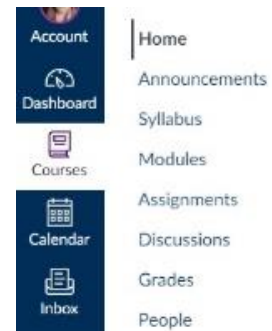 Account
Dashboard
Courses
Calendar
Inbox
Home
Announcements
Syllabus
Modules
Assignments
Discussions
Grades
People